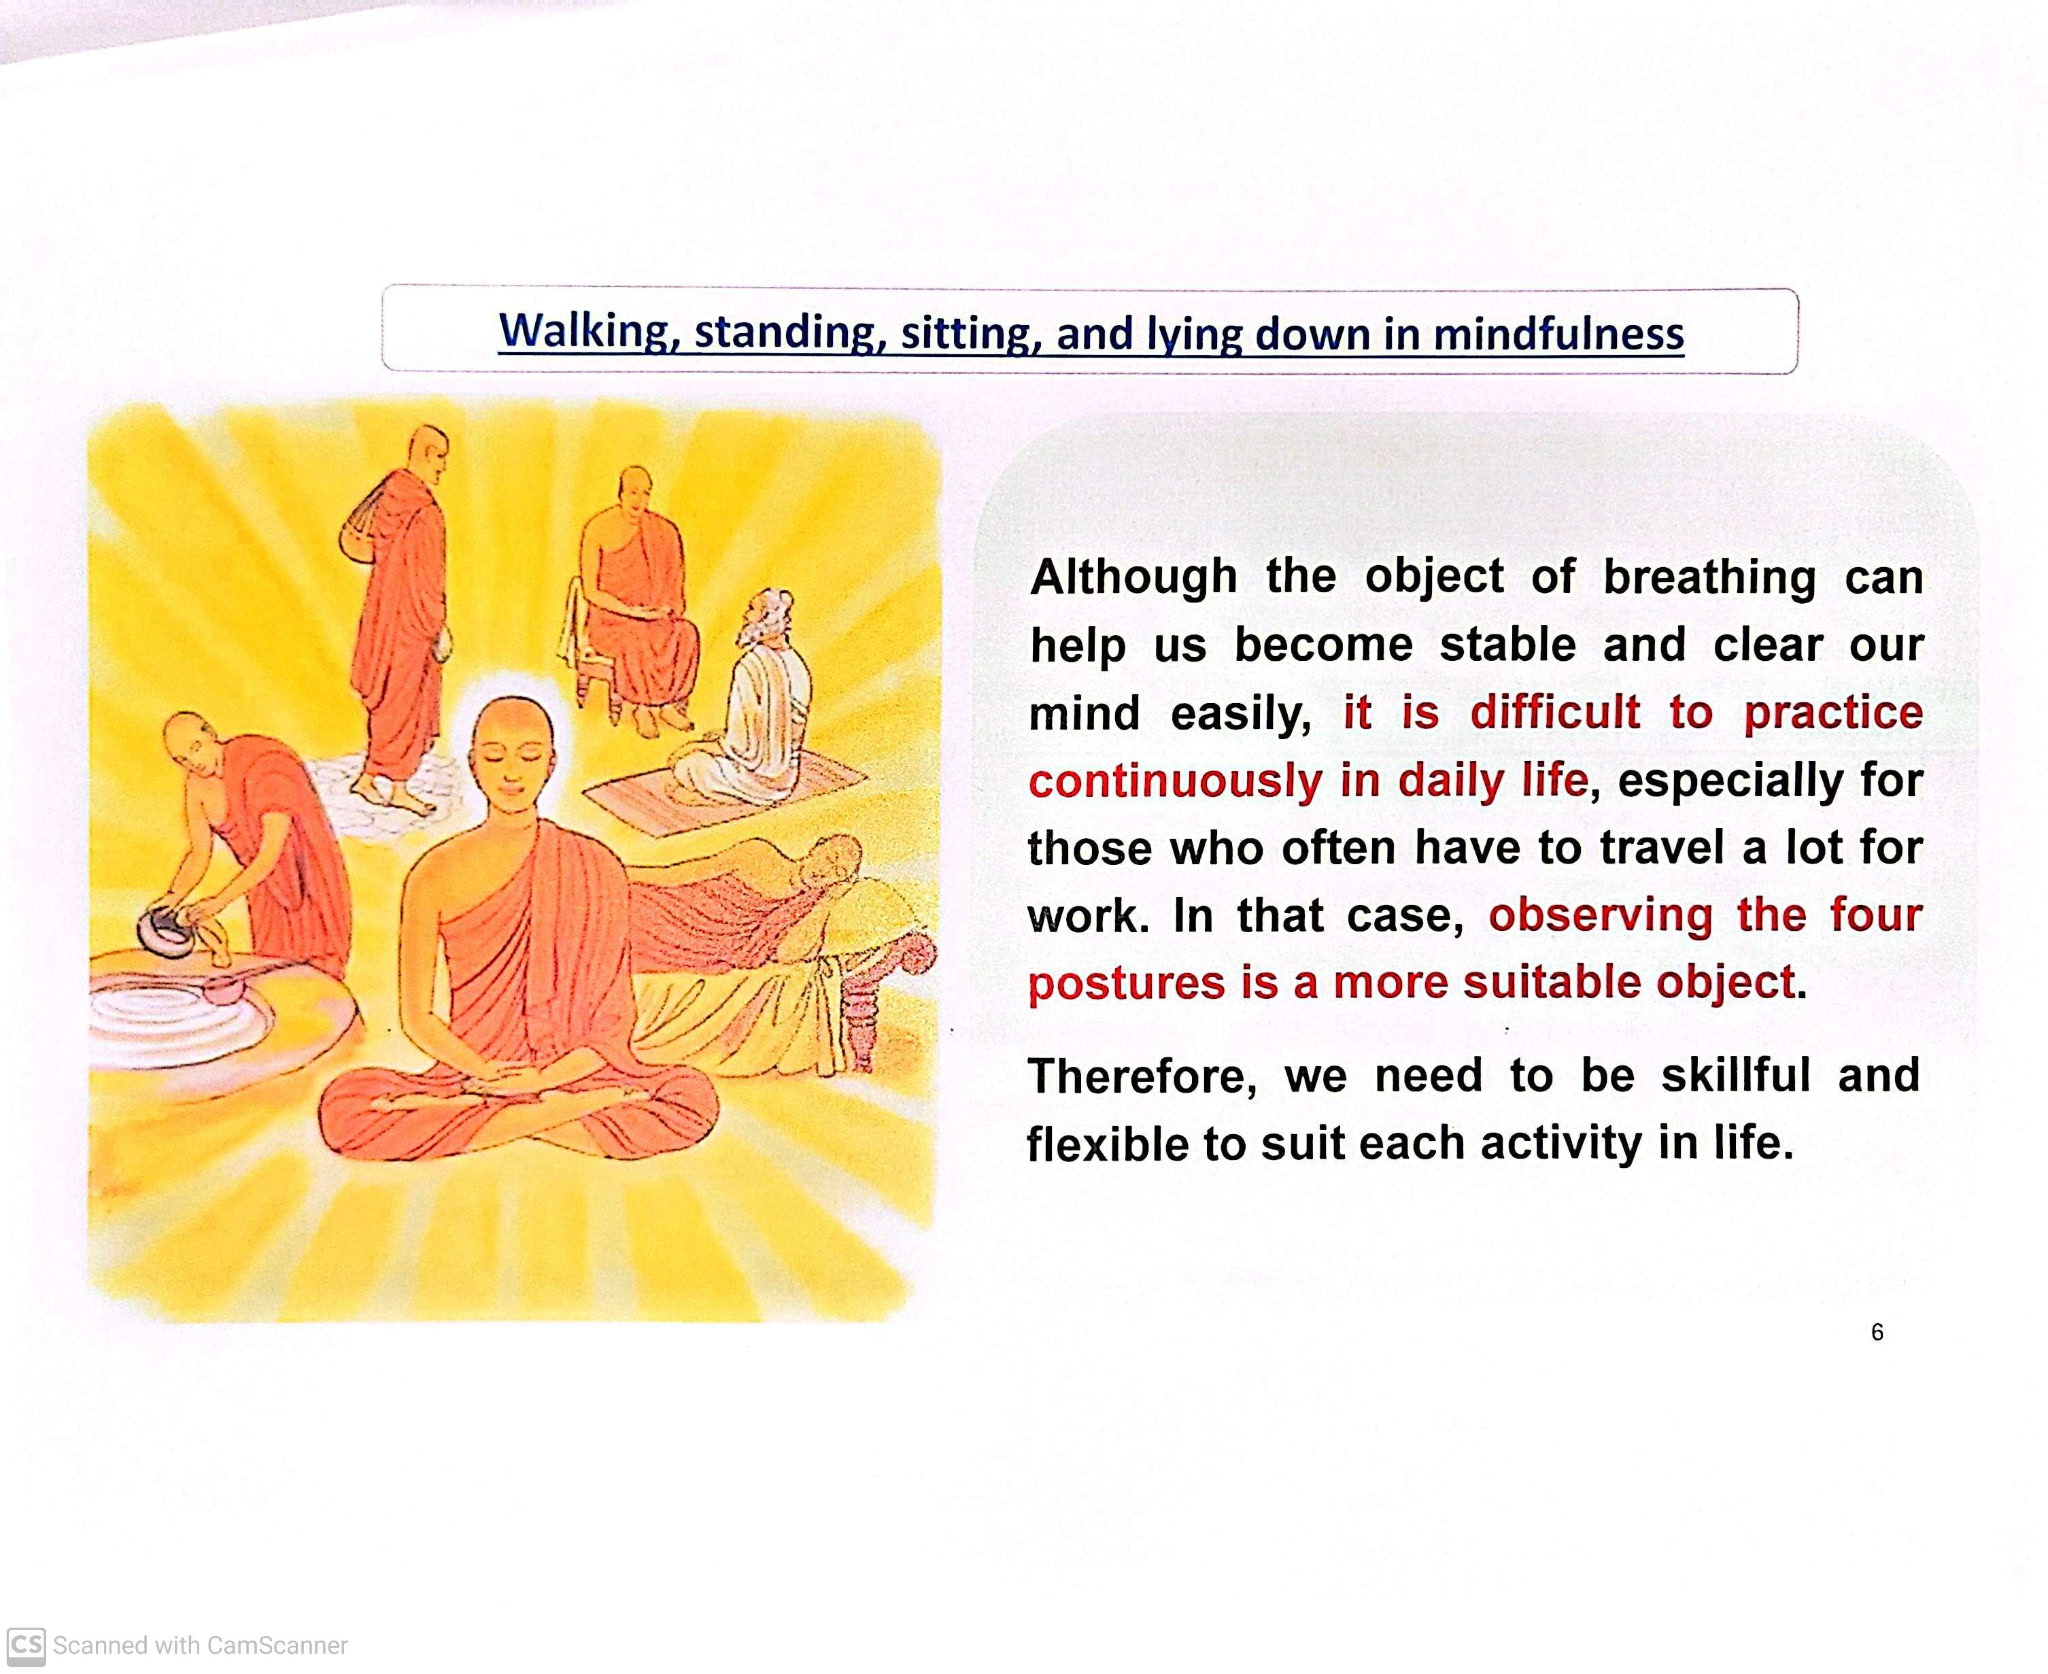 Walking, standing, sitting, and lying down in mindfulness
Although the object of breathing can
help us become stable and clear our
mind easily, it is difficult to practice
continuously in daily life, especially for
those who often have to travel a lot for
work. In that case, observing the four
postures is a more suitable object.
Therefore, we need to be skillful and
flexible to suit each activity in life.
6
CS Scanned with CamScanner